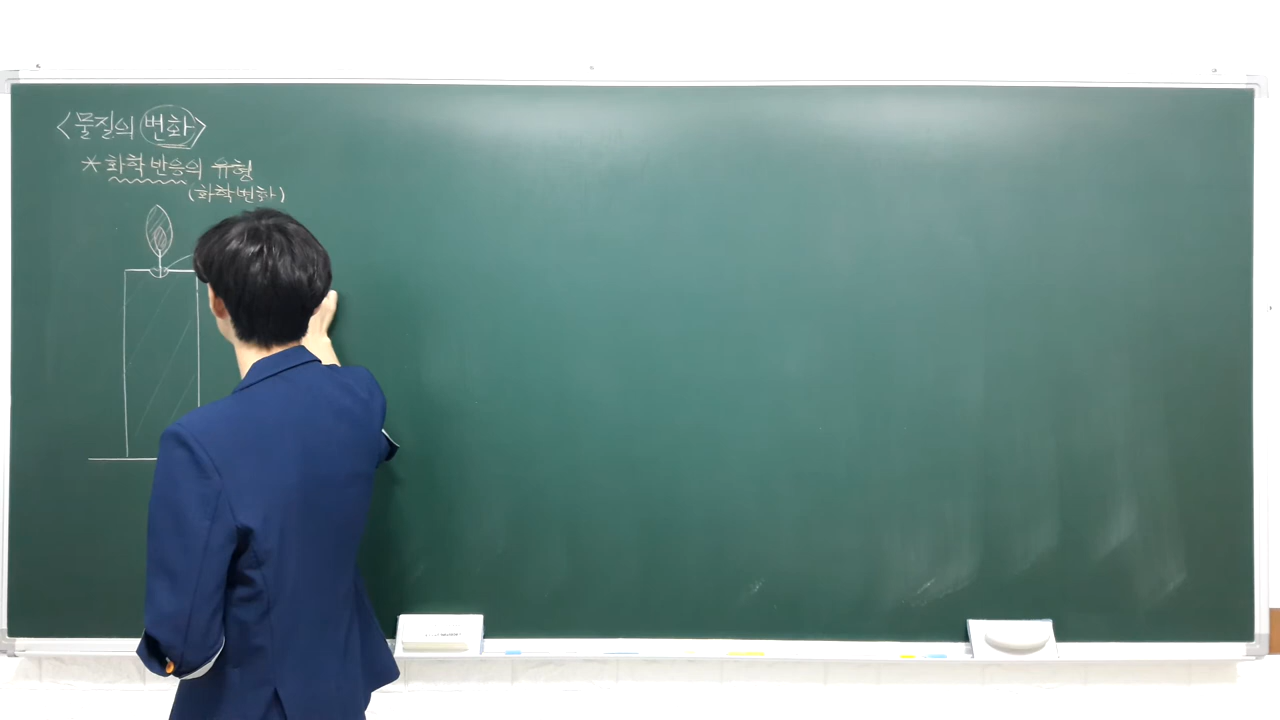 <물질의 변화>
* 화학 반응의 유형
(화학변화)